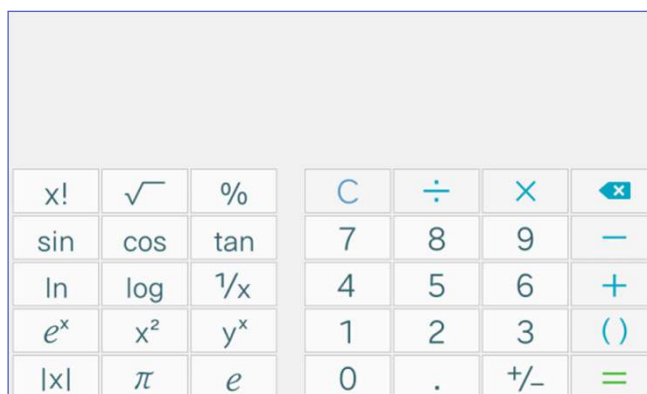 x! √ % C ÷ × ⌫
sin cos tan 7 8 9 −
ln log 1/x 4 5 6 +
eˣ x² yˣ 1 2 3 ( )
|x| π e 0 . +/− =